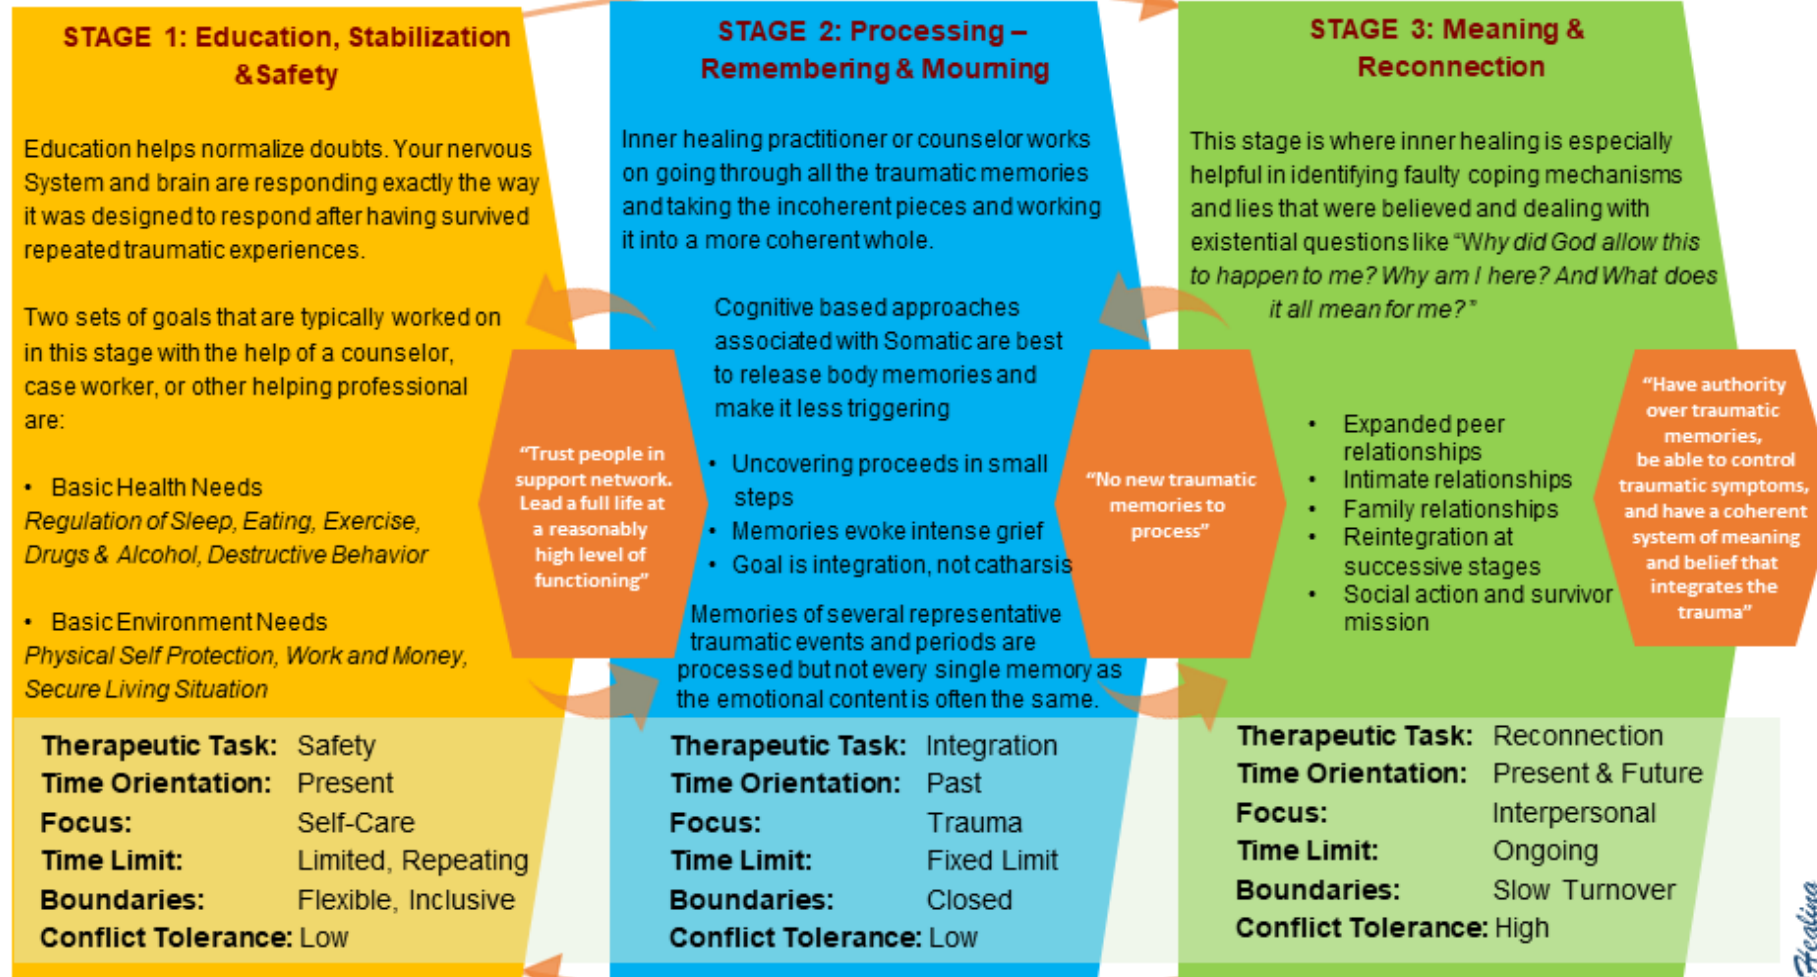 STAGE 1: Education, Stabilization
&Safety
Education helps normalize doubts. Your nervous
System and brain are responding exactly the way
it was designed to respond after having survived
repeated traumatic experiences.
Two sets of goals that are typically worked on
in this stage with the help of a counselor,
case worker, or other helping professional
are:
• Basic Health Needs
Regulation of Sleep, Eating, Exercise,
Drugs & Alcohol, Destructive Behavior
• Basic Environment Needs
Physical Self Protection, Work and Money,
Secure Living Situation
Therapeutic Task: Safety
Time Orientation: Present
Focus: Self-Care
Time Limit: Limited, Repeating
Boundaries: Flexible, Inclusive
Conflict Tolerance: Low
"Trust people in
support network.
Lead a full life at
a reasonably
high level of
functioning"
STAGE 2: Processing –
Remembering & Mourning
Inner healing practitioner or counselor works
on going through all the traumatic memories
and taking the incoherent pieces and working
it into a more coherent whole.
Cognitive based approaches
associated with Somatic are best
to release body memories and
make it less triggering
• Uncovering proceeds in small
steps
• Memories evoke intense grief
• Goal is integration, not catharsis
Memories of several representative
traumatic events and periods are
processed but not every single memory as
the emotional content is often the same.
Therapeutic Task: Integration
Time Orientation: Past
Focus: Trauma
Time Limit: Fixed Limit
Boundaries: Closed
Conflict Tolerance: Low
"No new traumatic
memories to
process"
STAGE 3: Meaning &
Reconnection
This stage is where inner healing is especially
helpful in identifying faulty coping mechanisms
and lies that were believed and dealing with
existential questions like "Why did God allow this
to happen to me? Why am I here? And What does
it all mean for me?"
• Expanded peer
relationships
• Intimate relationships
• Family relationships
• Reintegration at
successive stages
• Social action and survivor
mission
Therapeutic Task: Reconnection
Time Orientation: Present & Future
Focus: Interpersonal
Time Limit: Ongoing
Boundaries: Slow Turnover
Conflict Tolerance: High
"Have authority
over traumatic
memories,
be able to control
traumatic symptoms,
and have a coherent
system of meaning
and belief that
integrates the
trauma"
Healing